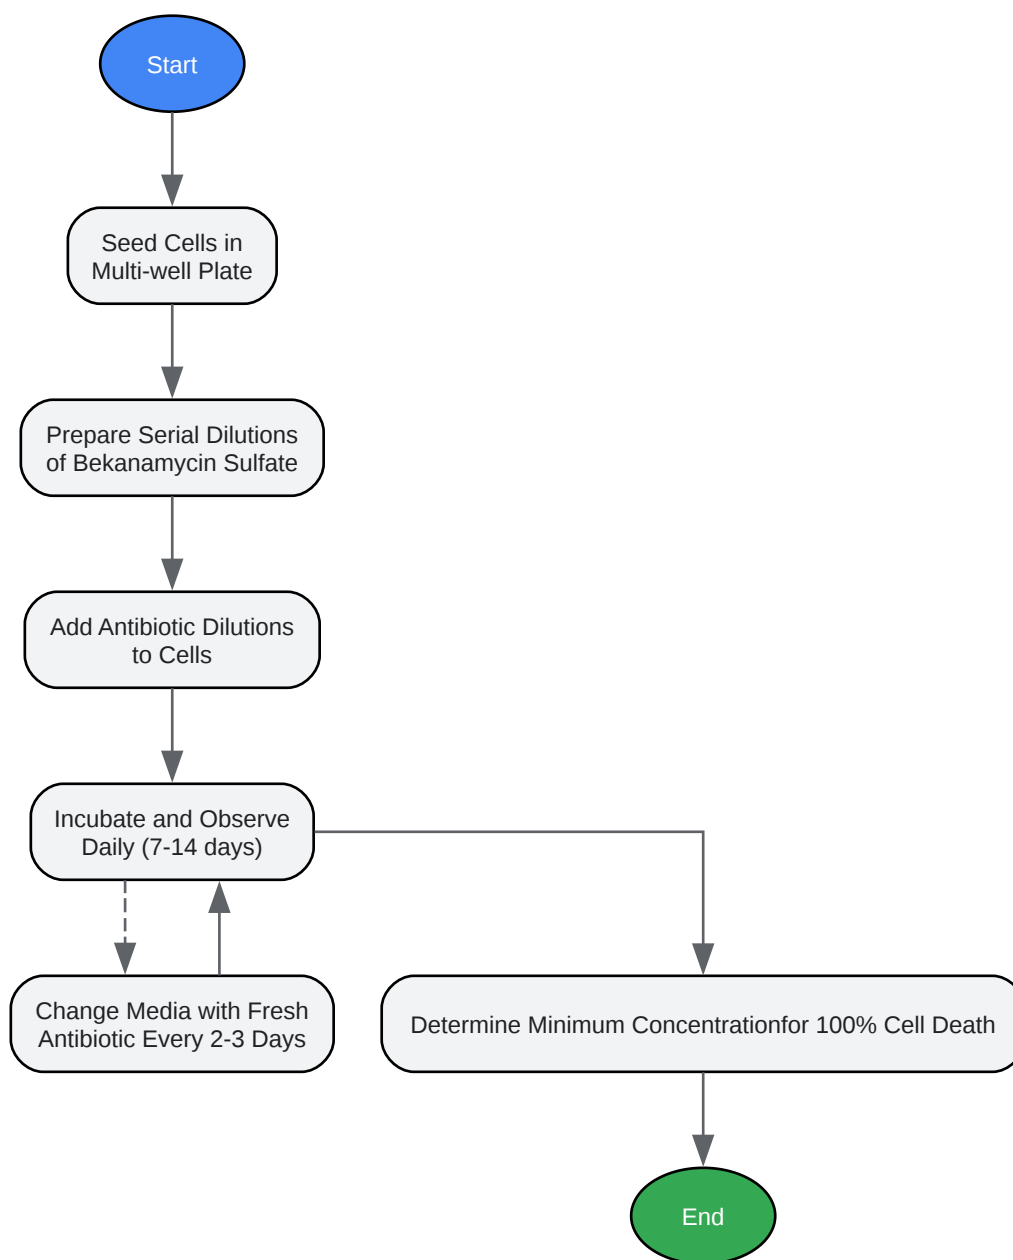 Start
Seed Cells in
Multi-well Plate
Prepare Serial Dilutions
of Bekanamycin Sulfate
Add Antibiotic Dilutions
to Cells
Incubate and Observe
Daily (7-14 days)
Change Media with Fresh
Antibiotic Every 2-3 Days
Determine Minimum Concentrationfor 100% Cell Death
End